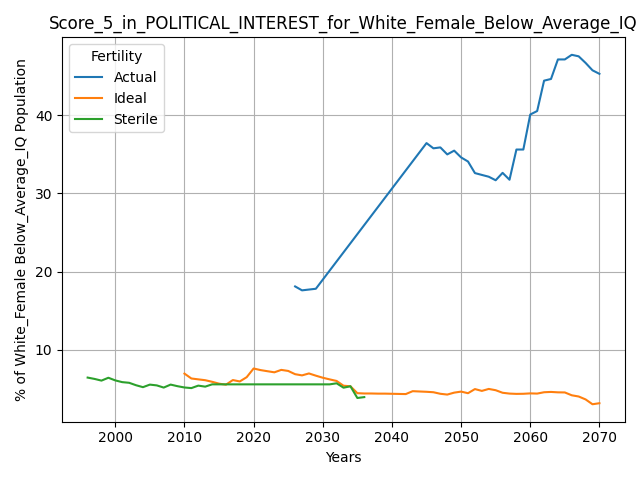 Score_5_in_POLITICAL_INTEREST_for_White_Female_Below_Average_IQ
Fertility
Actual
Ideal
Sterile
% of White_Female Below_Average_IQ Population
40
30
20
10
2000
2010
2020
2030
2040
2050
2060
2070
Years